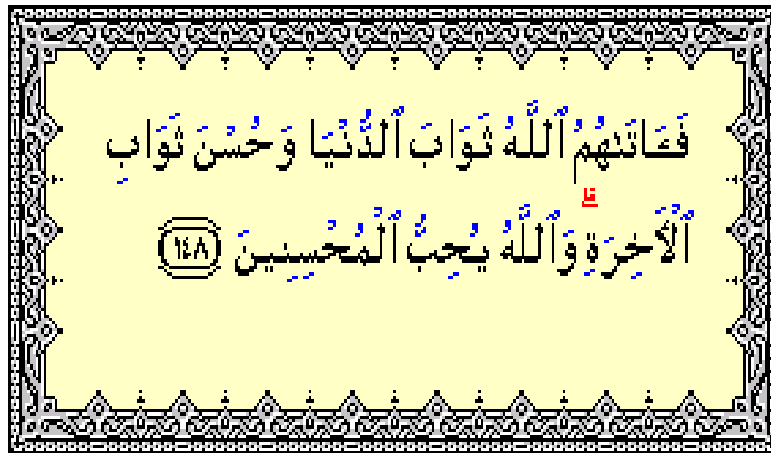 فَـَٔاتَىٰهُمُ ٱللَّهُ ثَوَابَ ٱلدُّنْيَا وَحُسْنَ ثَوَابِ
ٱلْـَٔاخِرَةِ وَٱللَّهُ يُحِبُّ ٱلْمُحْسِنِينَ ١٤٨